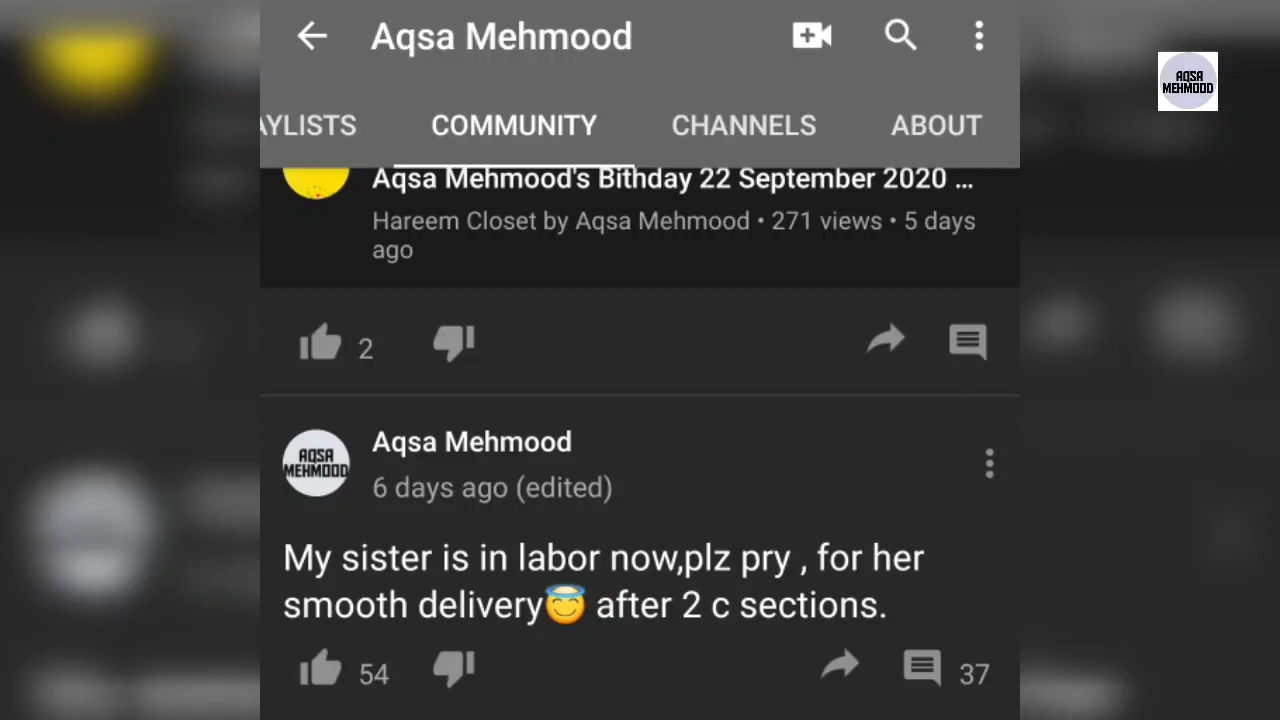 Aqsa Mehmood
AYLISTS COMMUNITY CHANNELS ABOUT
AQSA
MEHMOOD
Aqsa Mehmood's Bithday 22 September 2020 ...
Hareem Closet by Aqsa Mehmood • 271 views • 5 days
ago
2
AQSA
MEHMOOD
Aqsa Mehmood
6 days ago (edited)
My sister is in labor now,plz pry , for her
smooth delivery😇 after 2 c sections.
54 37